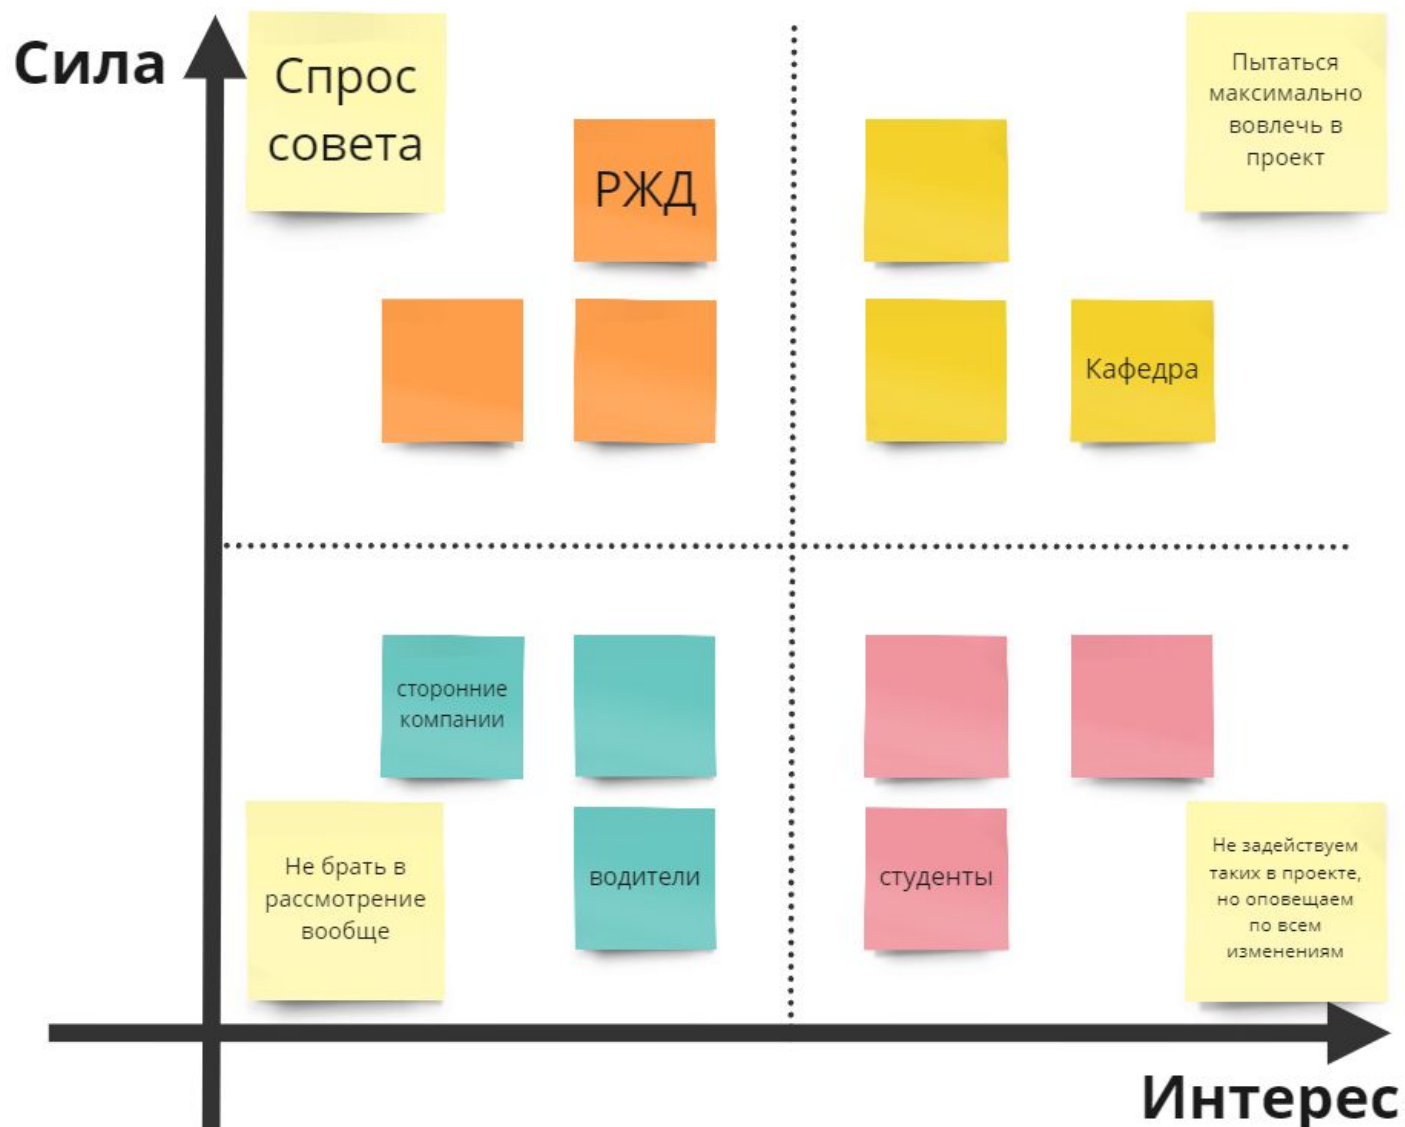 Сила
Спрос
совета
Пытаться
максимально
вовлечь в
проект
РЖД
Кафедра
сторонние
компании
Не брать в
рассмотрение
вообще
водители
студенты
Не задействуем
таких в проекте,
но оповещаем
по всем
изменениям
Интерес